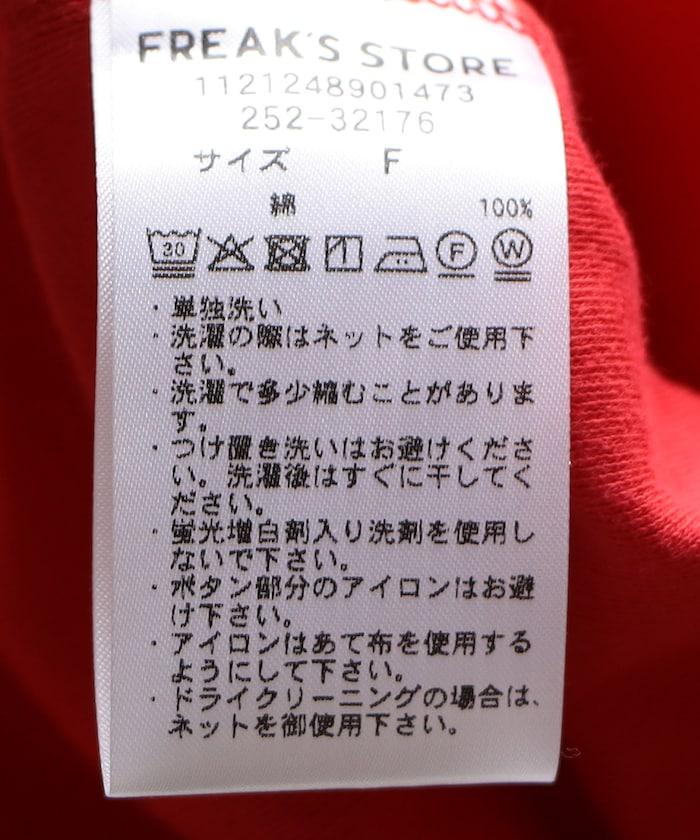 FREAK'S STORE
1121248901473
252-32176
サイズ F
綿 100%
30 F W
・単独洗い
・洗濯の際はネットをご使用下
さい。
・洗濯で多少縮むことがありま
す。
・つけ置き洗いはお避けくださ
い。洗濯後はすぐに干してく
ださい。
・蛍光増白剤入り洗剤を使用し
ないで下さい。
・ボタン部分のアイロンはお避
け下さい。
・アイロンはあて布を使用する
ようにして下さい。
・ドライクリーニングの場合は、
ネットを御使用下さい。